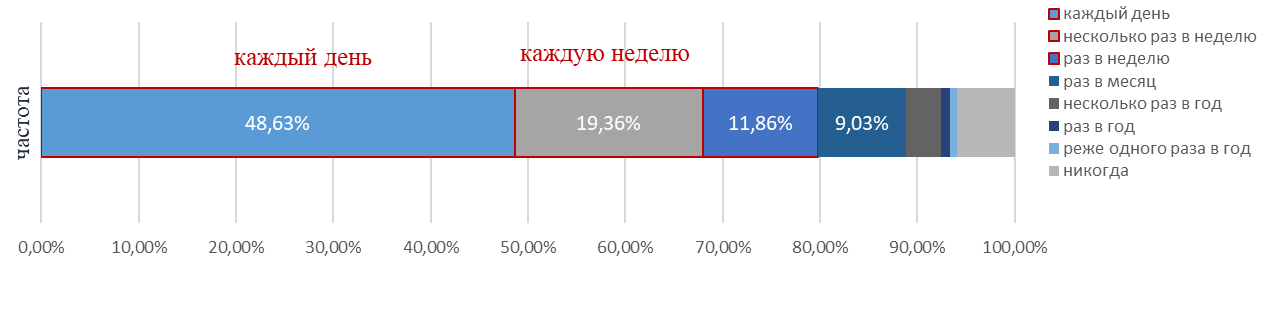 каждый день
каждую неделю
частота
48,63%
19,36%
11,86%
9,03%
0,00%
10,00%
20,00%
30,00%
40,00%
50,00%
60,00%
70,00%
80,00%
90,00%
100,00%
каждый день
несколько раз в неделю
раз в неделю
раз в месяц
несколько раз в год
раз в год
реже одного раза в год
никогда